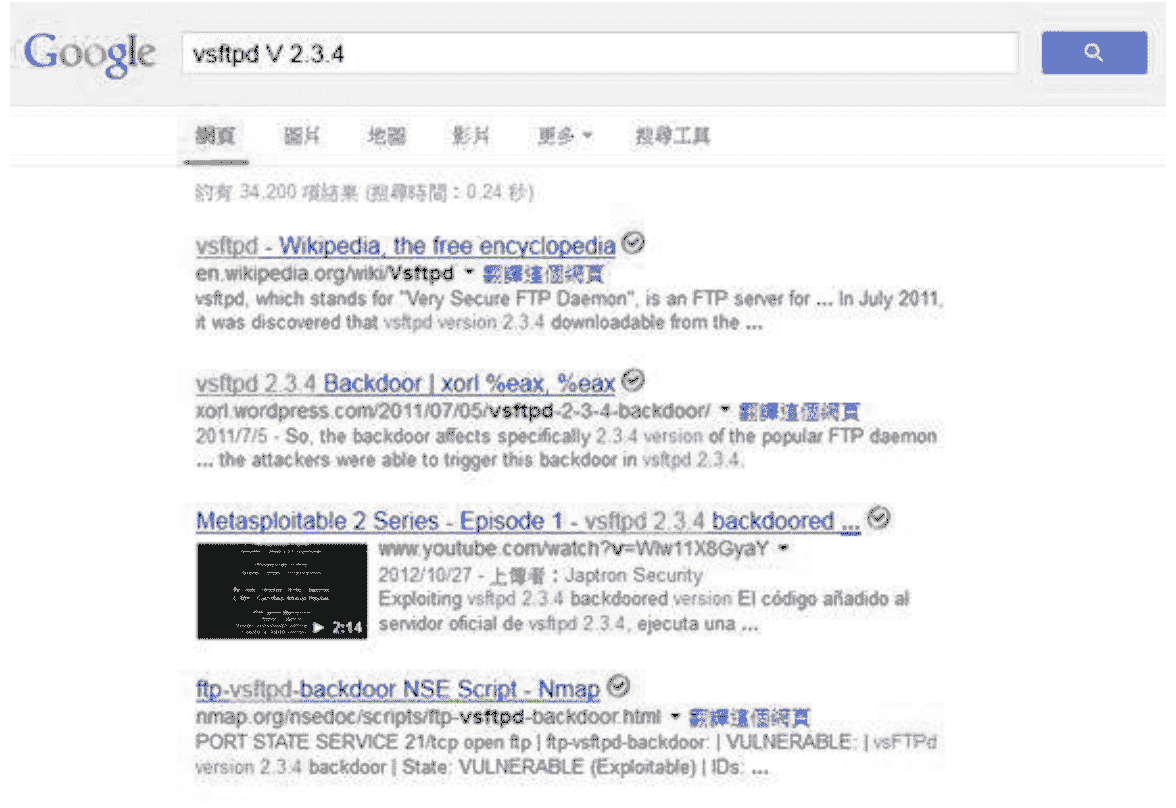 Google
vsftpd V 2.3.4
網頁 圖片 地圖 影片 更多 搜尋工具
約有 34,200 項結果 (搜尋時間：0.24 秒)
vsftpd - Wikipedia, the free encyclopedia
en.wikipedia.org/wiki/Vsftpd 翻譯這個網頁
vsftpd, which stands for "Very Secure FTP Daemon", is an FTP server for ... In July 2011,
it was discovered that vsftpd version 2.3.4 downloadable from the ...
vsftpd 2.3.4 Backdoor | xorl %eax, %eax
xorl.wordpress.com/2011/07/05/vsftpd-2-3-4-backdoor/ 翻譯這個網頁
2011/7/5 - So, the backdoor affects specifically 2.3.4 version of the popular FTP daemon
... the attackers were able to trigger this backdoor in vsftpd 2.3.4.
Metasploitable 2 Series - Episode 1 - vsftpd 2.3.4 backdoored ...
www.youtube.com/watch?v=Wlw11X8GyaY
2012/10/27 - 上傳者：Japtron Security
Exploiting vsftpd 2.3.4 backdoored version El código añadido al
servidor oficial de vsftpd 2.3.4, ejecuta una ...
2:14
ftp-vsftpd-backdoor NSE Script - Nmap
nmap.org/nsedoc/scripts/ftp-vsftpd-backdoor.html 翻譯這個網頁
PORT STATE SERVICE 21/tcp open ftp | ftp-vsftpd-backdoor: | VULNERABLE: | vsFTPd
version 2.3.4 backdoor | State: VULNERABLE (Exploitable) | IDs: ...